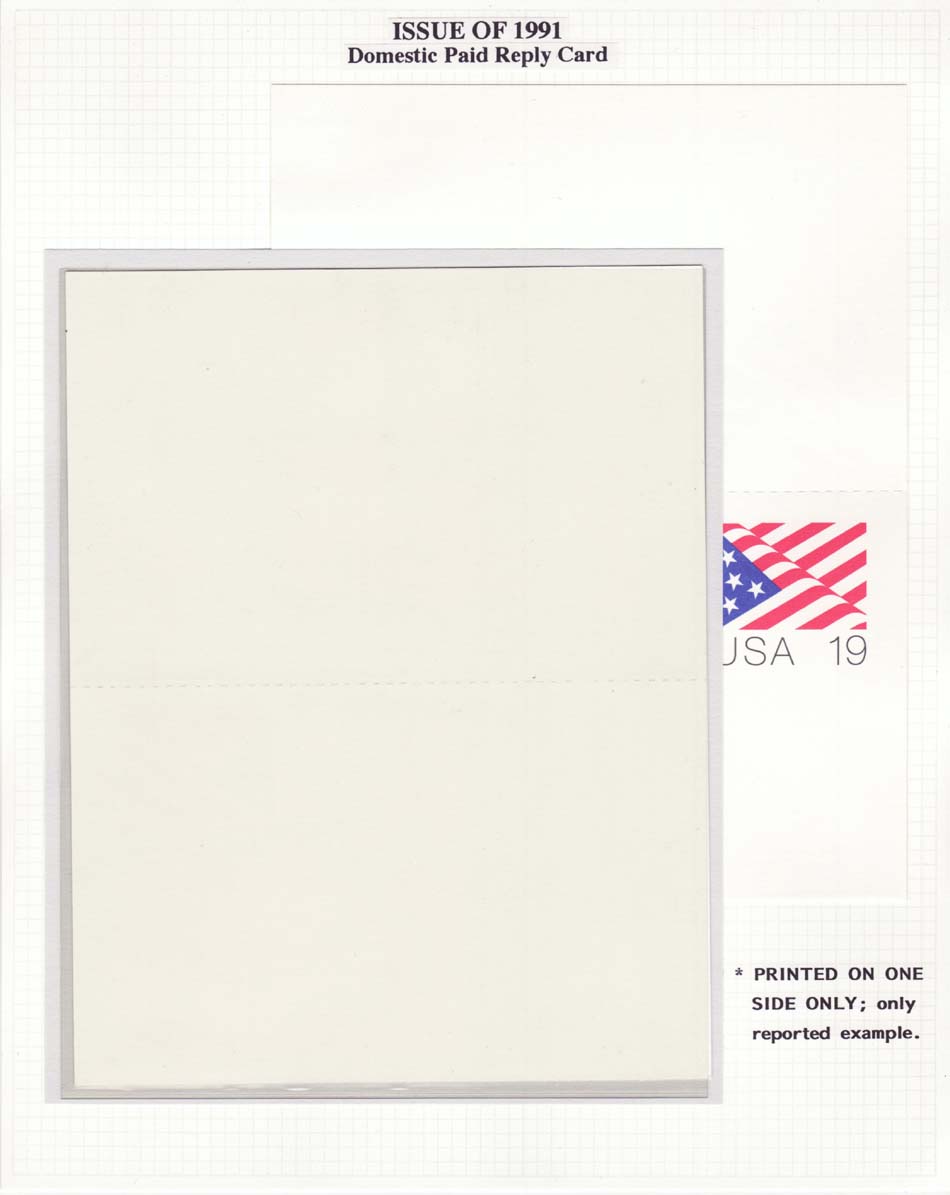 ISSUE OF 1991
Domestic Paid Reply Card
USA 19
* PRINTED ON ONE
SIDE ONLY; only
reported example.